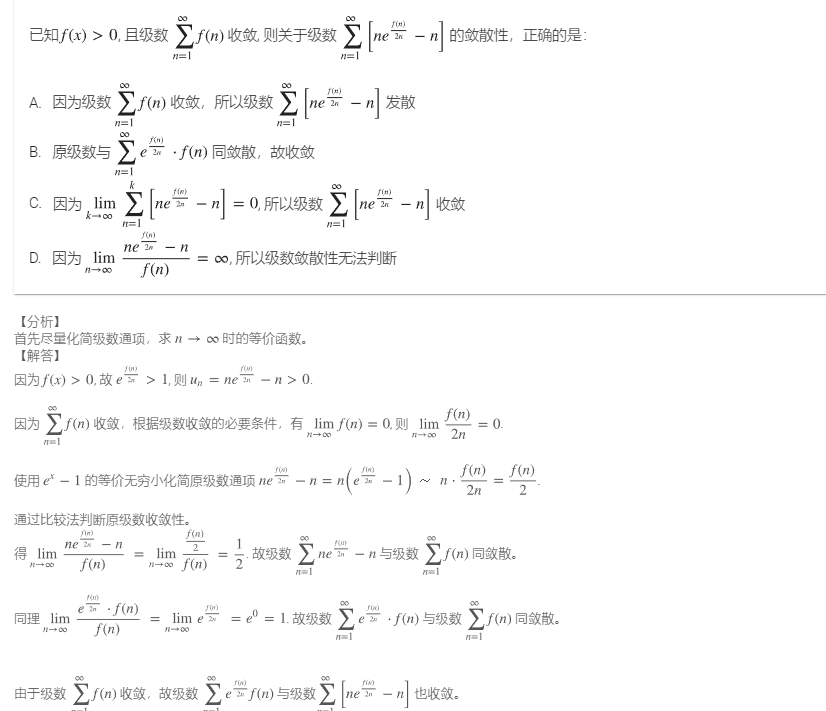 已知 $f(x) > 0$, 且级数 $\sum_{n=1}^{\infty} f(n)$ 收敛, 则关于级数 $\sum_{n=1}^{\infty} \left[ ne^{\frac{f(n)}{2n}} - n \right]$ 的敛散性，正确的是：
A. 因为级数 $\sum_{n=1}^{\infty} f(n)$ 收敛，所以级数 $\sum_{n=1}^{\infty} \left[ ne^{\frac{f(n)}{2n}} - n \right]$ 发散
B. 原级数与 $\sum_{n=1}^{\infty} e^{\frac{f(n)}{2n}} \cdot f(n)$ 同敛散，故收敛
C. 因为 $\lim_{k \to \infty} \sum_{n=1}^{k} \left[ ne^{\frac{f(n)}{2n}} - n \right] = 0$, 所以级数 $\sum_{n=1}^{\infty} \left[ ne^{\frac{f(n)}{2n}} - n \right]$ 收敛
D. 因为 $\lim_{n \to \infty} \frac{ne^{\frac{f(n)}{2n}} - n}{f(n)} = \infty$, 所以级数敛散性无法判断
【分析】
首先尽量化简级数通项，求 $n \to \infty$ 时的等价函数。
【解答】
因为 $f(x) > 0$, 故 $e^{\frac{f(n)}{2n}} > 1$, 则 $u_n = ne^{\frac{f(n)}{2n}} - n > 0$.
因为 $\sum_{n=1}^{\infty} f(n)$ 收敛，根据级数收敛的必要条件，有 $\lim_{n \to \infty} f(n) = 0$, 则 $\lim_{n \to \infty} \frac{f(n)}{2n} = 0$.
使用 $e^x - 1$ 的等价无穷小化简原级数通项 $ne^{\frac{f(n)}{2n}} - n = n\left( e^{\frac{f(n)}{2n}} - 1 \right) \sim n \cdot \frac{f(n)}{2n} = \frac{f(n)}{2}$.
通过比较法判断原级数收敛性。
得 $\lim_{n \to \infty} \frac{ne^{\frac{f(n)}{2n}} - n}{f(n)} = \lim_{n \to \infty} \frac{\frac{f(n)}{2}}{f(n)} = \frac{1}{2}$. 故级数 $\sum_{n=1}^{\infty} ne^{\frac{f(n)}{2n}} - n$ 与级数 $\sum_{n=1}^{\infty} f(n)$ 同敛散。
同理 $\lim_{n \to \infty} \frac{e^{\frac{f(n)}{2n}} \cdot f(n)}{f(n)} = \lim_{n \to \infty} e^{\frac{f(n)}{2n}} = e^0 = 1$. 故级数 $\sum_{n=1}^{\infty} e^{\frac{f(n)}{2n}} \cdot f(n)$ 与级数 $\sum_{n=1}^{\infty} f(n)$ 同敛散。
由于级数 $\sum_{n=1}^{\infty} f(n)$ 收敛，故级数 $\sum_{n=1}^{\infty} e^{\frac{f(n)}{2n}} f(n)$ 与级数 $\sum_{n=1}^{\infty} \left[ ne^{\frac{f(n)}{2n}} - n \right]$ 也收敛。